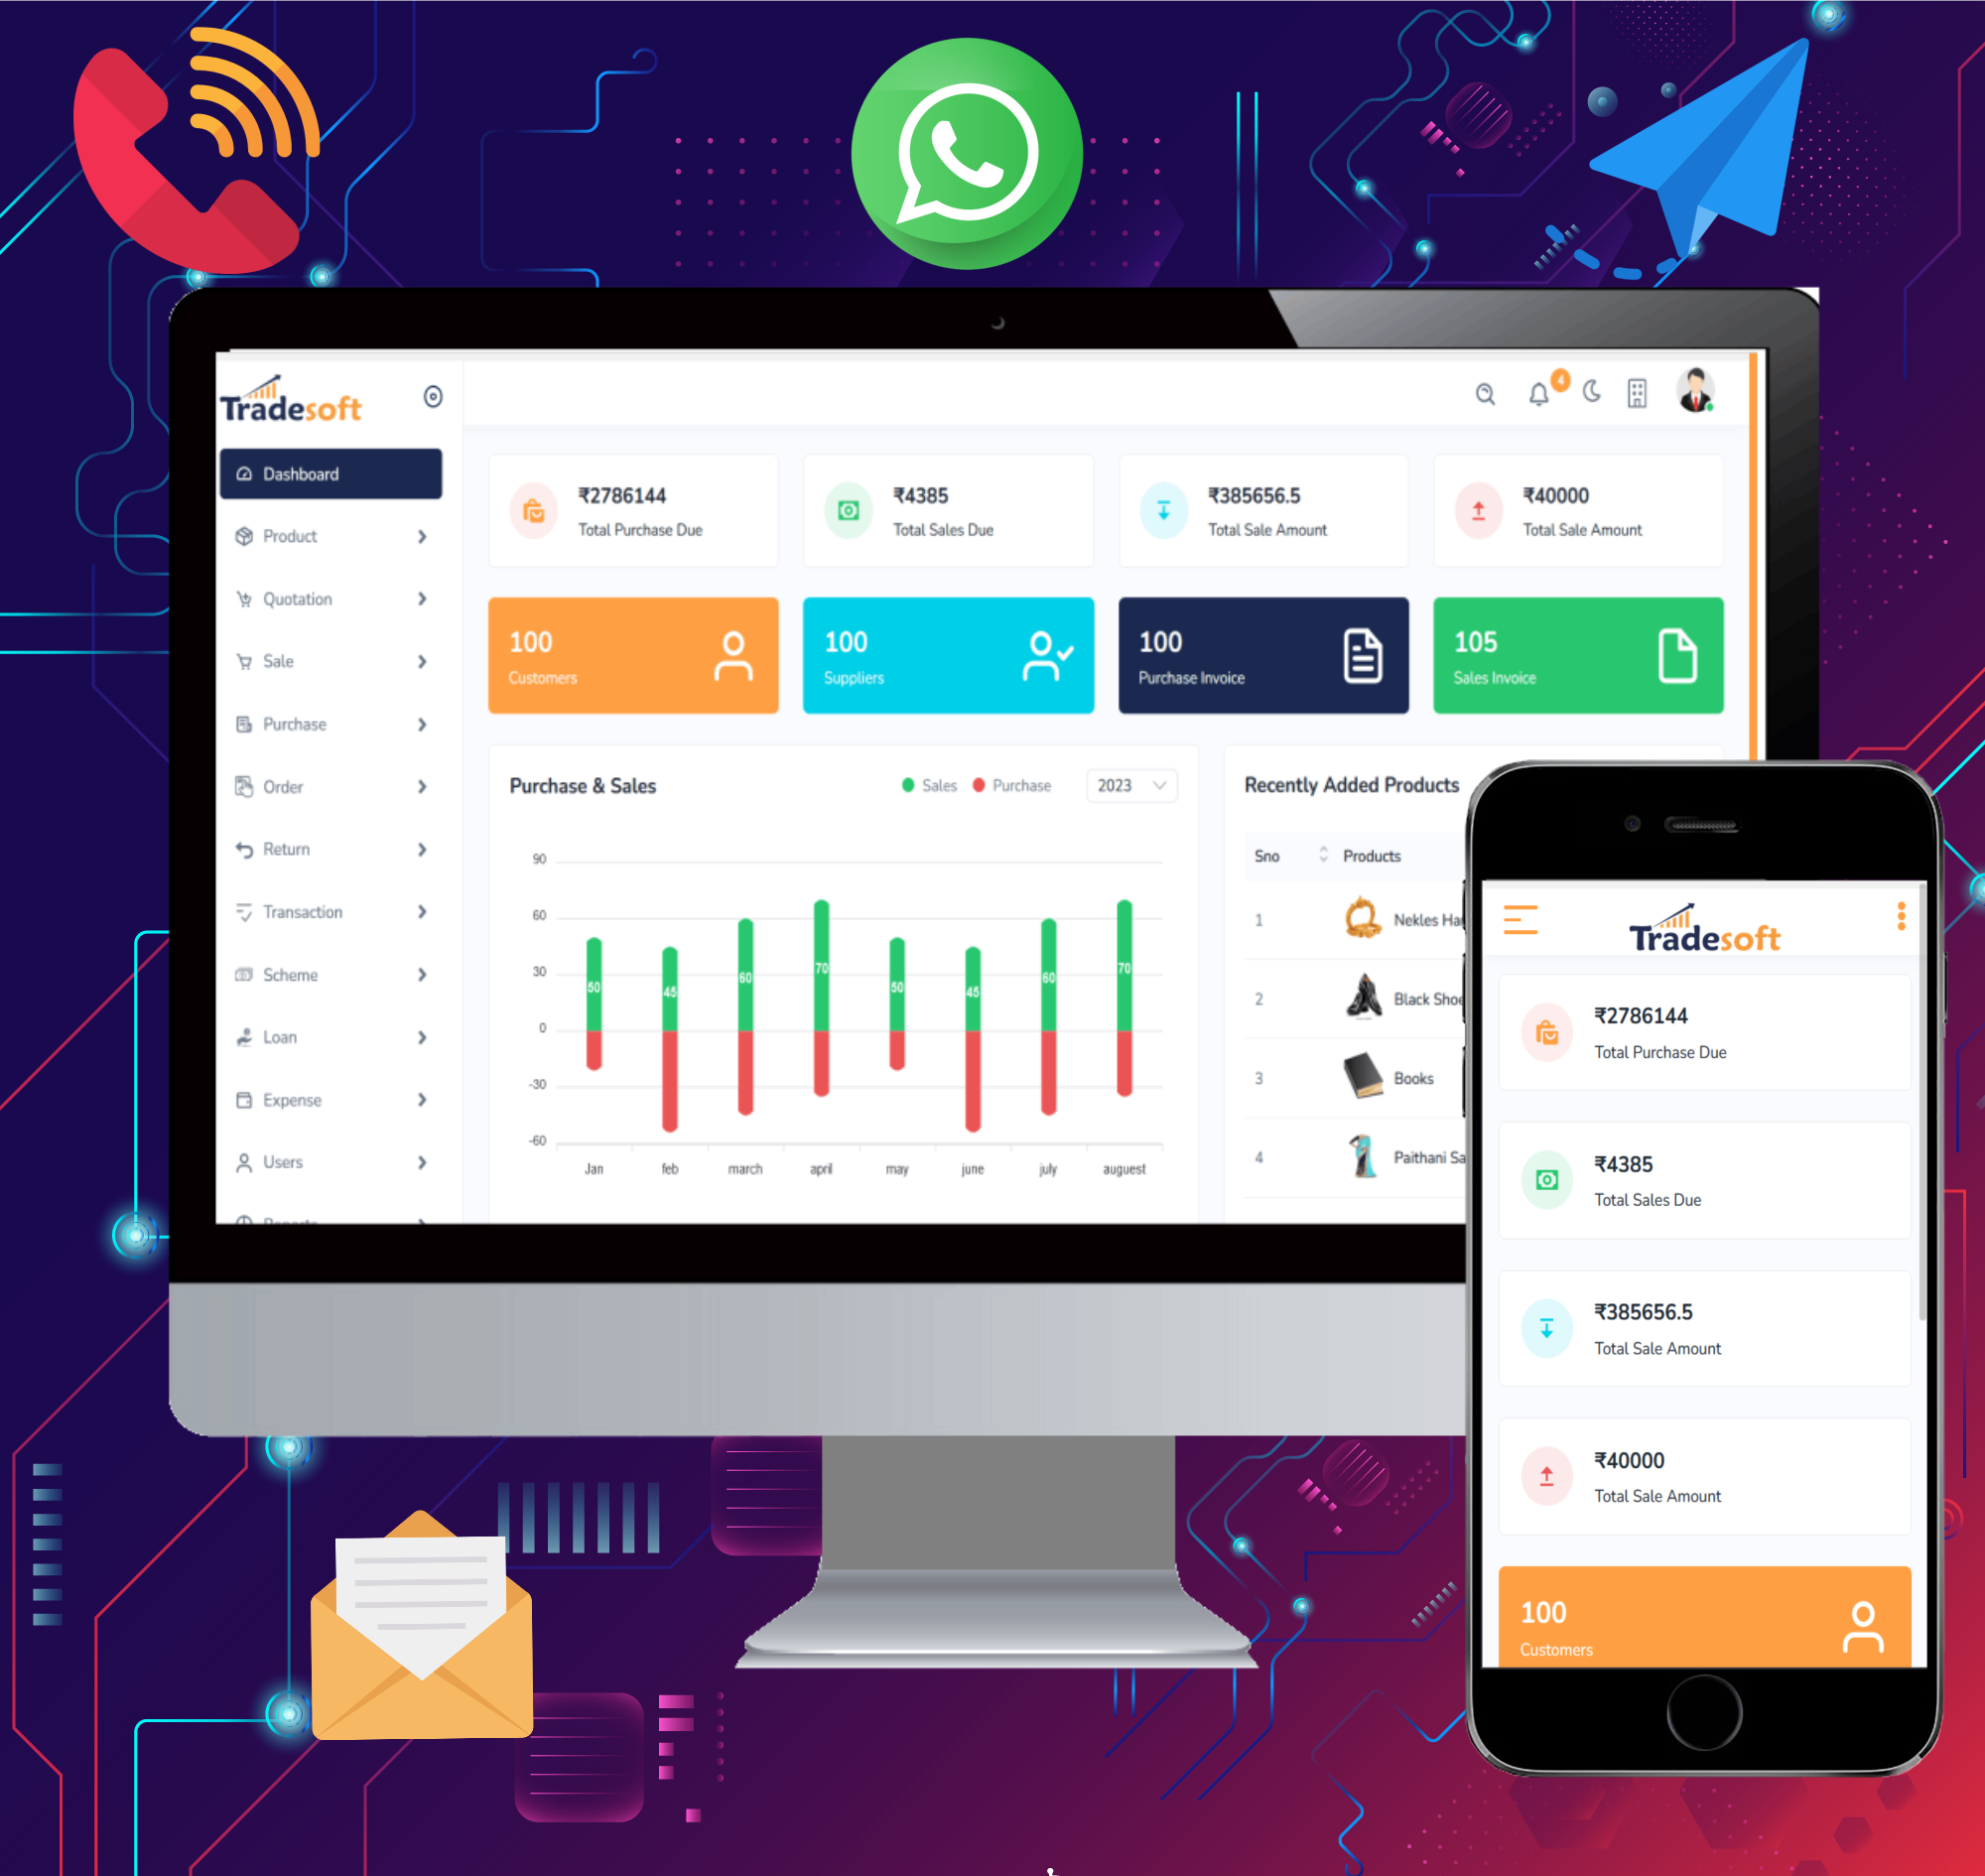 Tradesoft
4
Dashboard
Product
Quotation
Sale
Purchase
Order
Return
Transaction
Scheme
Loan
Expense
Users
Reports
₹2786144
Total Purchase Due
₹4385
Total Sales Due
₹385656.5
Total Sale Amount
₹40000
Total Sale Amount
100
Customers
100
Suppliers
100
Purchase Invoice
105
Sales Invoice
Purchase & Sales
Sales Purchase 2023
90
60
30
0
-30
-60
50 45 60 70 50 45 60 70
Jan feb march april may june july auguest
Recently Added Products
Sno Products
1 Nekles Har
2 Black Shoe
3 Books
4 Paithani Sa
Tradesoft
₹2786144
Total Purchase Due
₹4385
Total Sales Due
₹385656.5
Total Sale Amount
₹40000
Total Sale Amount
100
Customers